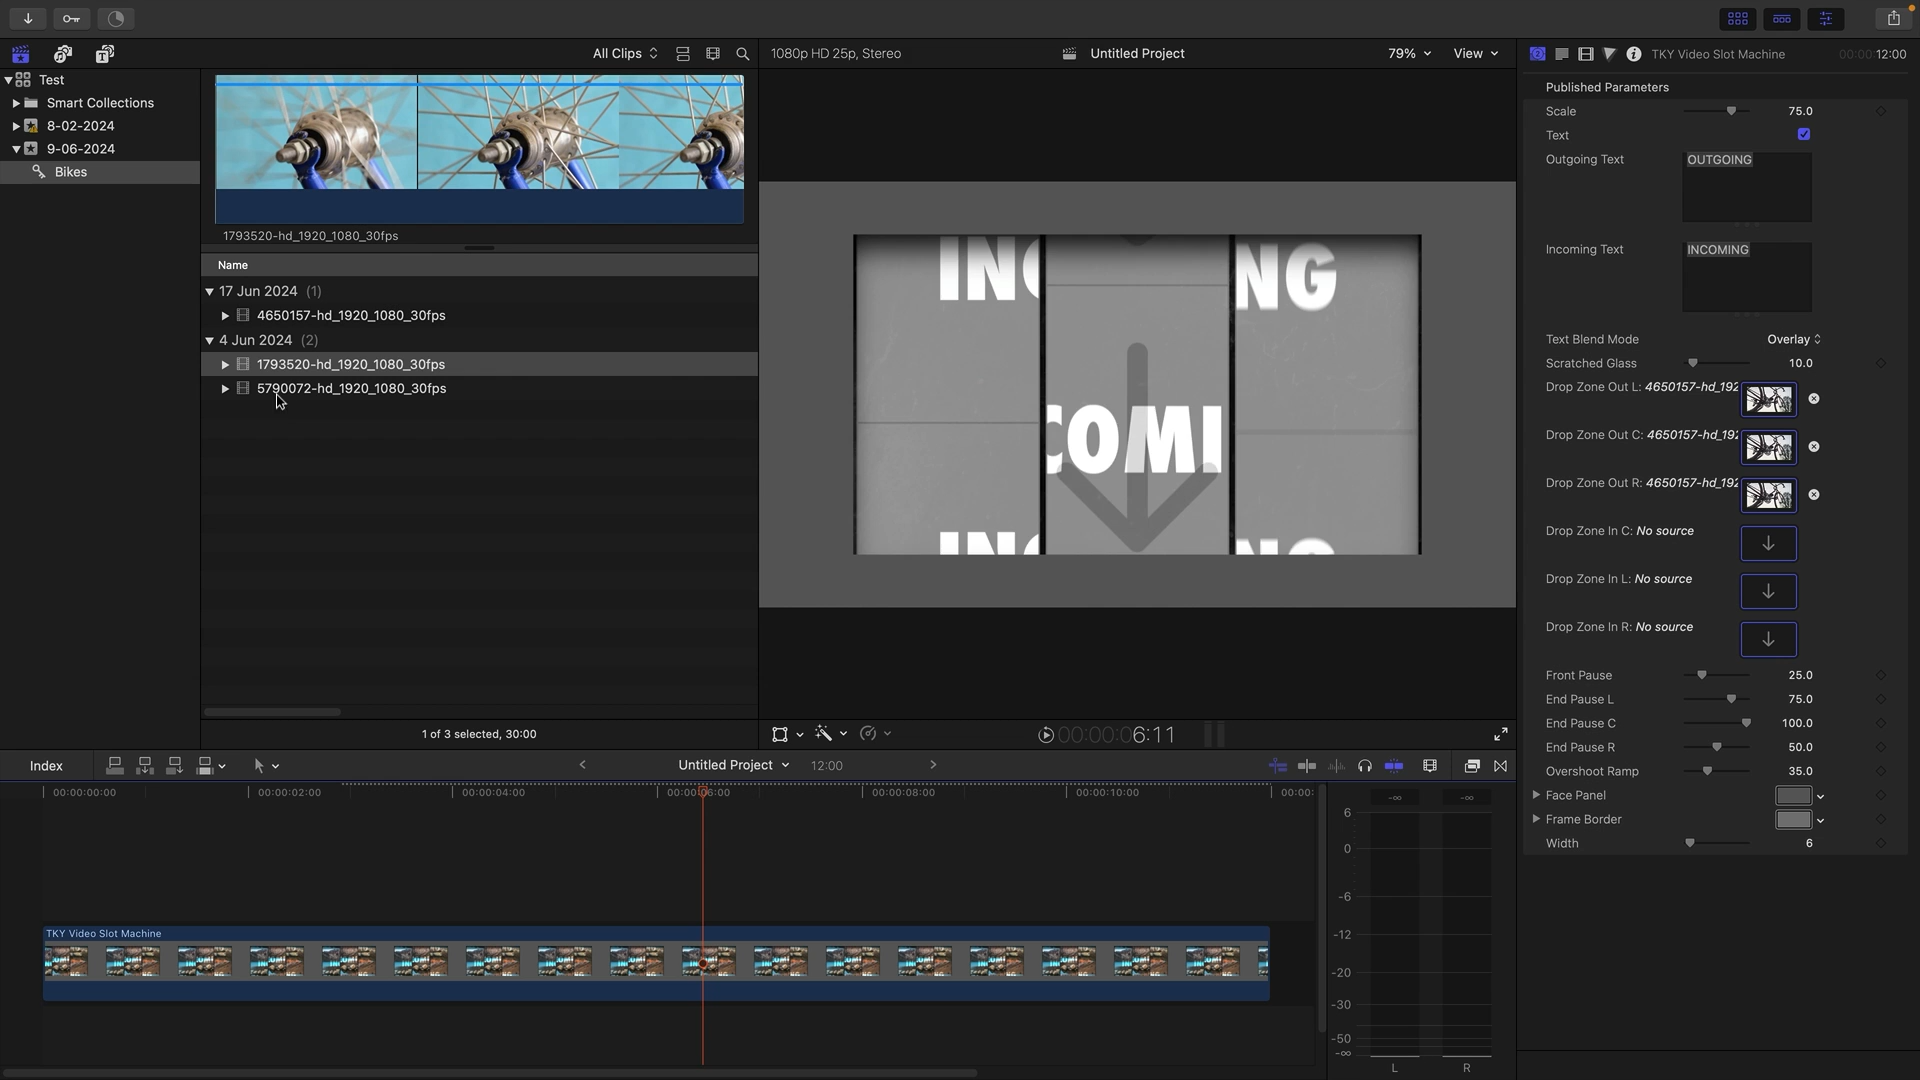 All Clips
1080p HD 25p, Stereo
Untitled Project
79%
View
TKY Video Slot Machine
00:00:12:00
Test
Smart Collections
8-02-2024
9-06-2024
Bikes
1793520-hd_1920_1080_30fps
Name
17 Jun 2024 (1)
4650157-hd_1920_1080_30fps
4 Jun 2024 (2)
1793520-hd_1920_1080_30fps
5790072-hd_1920_1080_30fps
1 of 3 selected, 30:00
INC
NG
COMI
INC
NG
00:00:00:06:11
Published Parameters
Scale 75.0
Text
Outgoing Text OUTGOING
Incoming Text INCOMING
Text Blend Mode Overlay
Scratched Glass 10.0
Drop Zone Out L: 4650157-hd_192
Drop Zone Out C: 4650157-hd_192
Drop Zone Out R: 4650157-hd_192
Drop Zone In C: No source
Drop Zone In L: No source
Drop Zone In R: No source
Front Pause 25.0
End Pause L 75.0
End Pause C 100.0
End Pause R 50.0
Overshoot Ramp 35.0
Face Panel
Frame Border
Width 6
Index
Untitled Project
12:00
00:00:00:00
00:00:02:00
00:00:04:00
00:00:06:00
00:00:08:00
00:00:10:00
00:00:
TKY Video Slot Machine
-∞ -∞
6
0
-6
-12
-20
-30
-50
-∞
L R